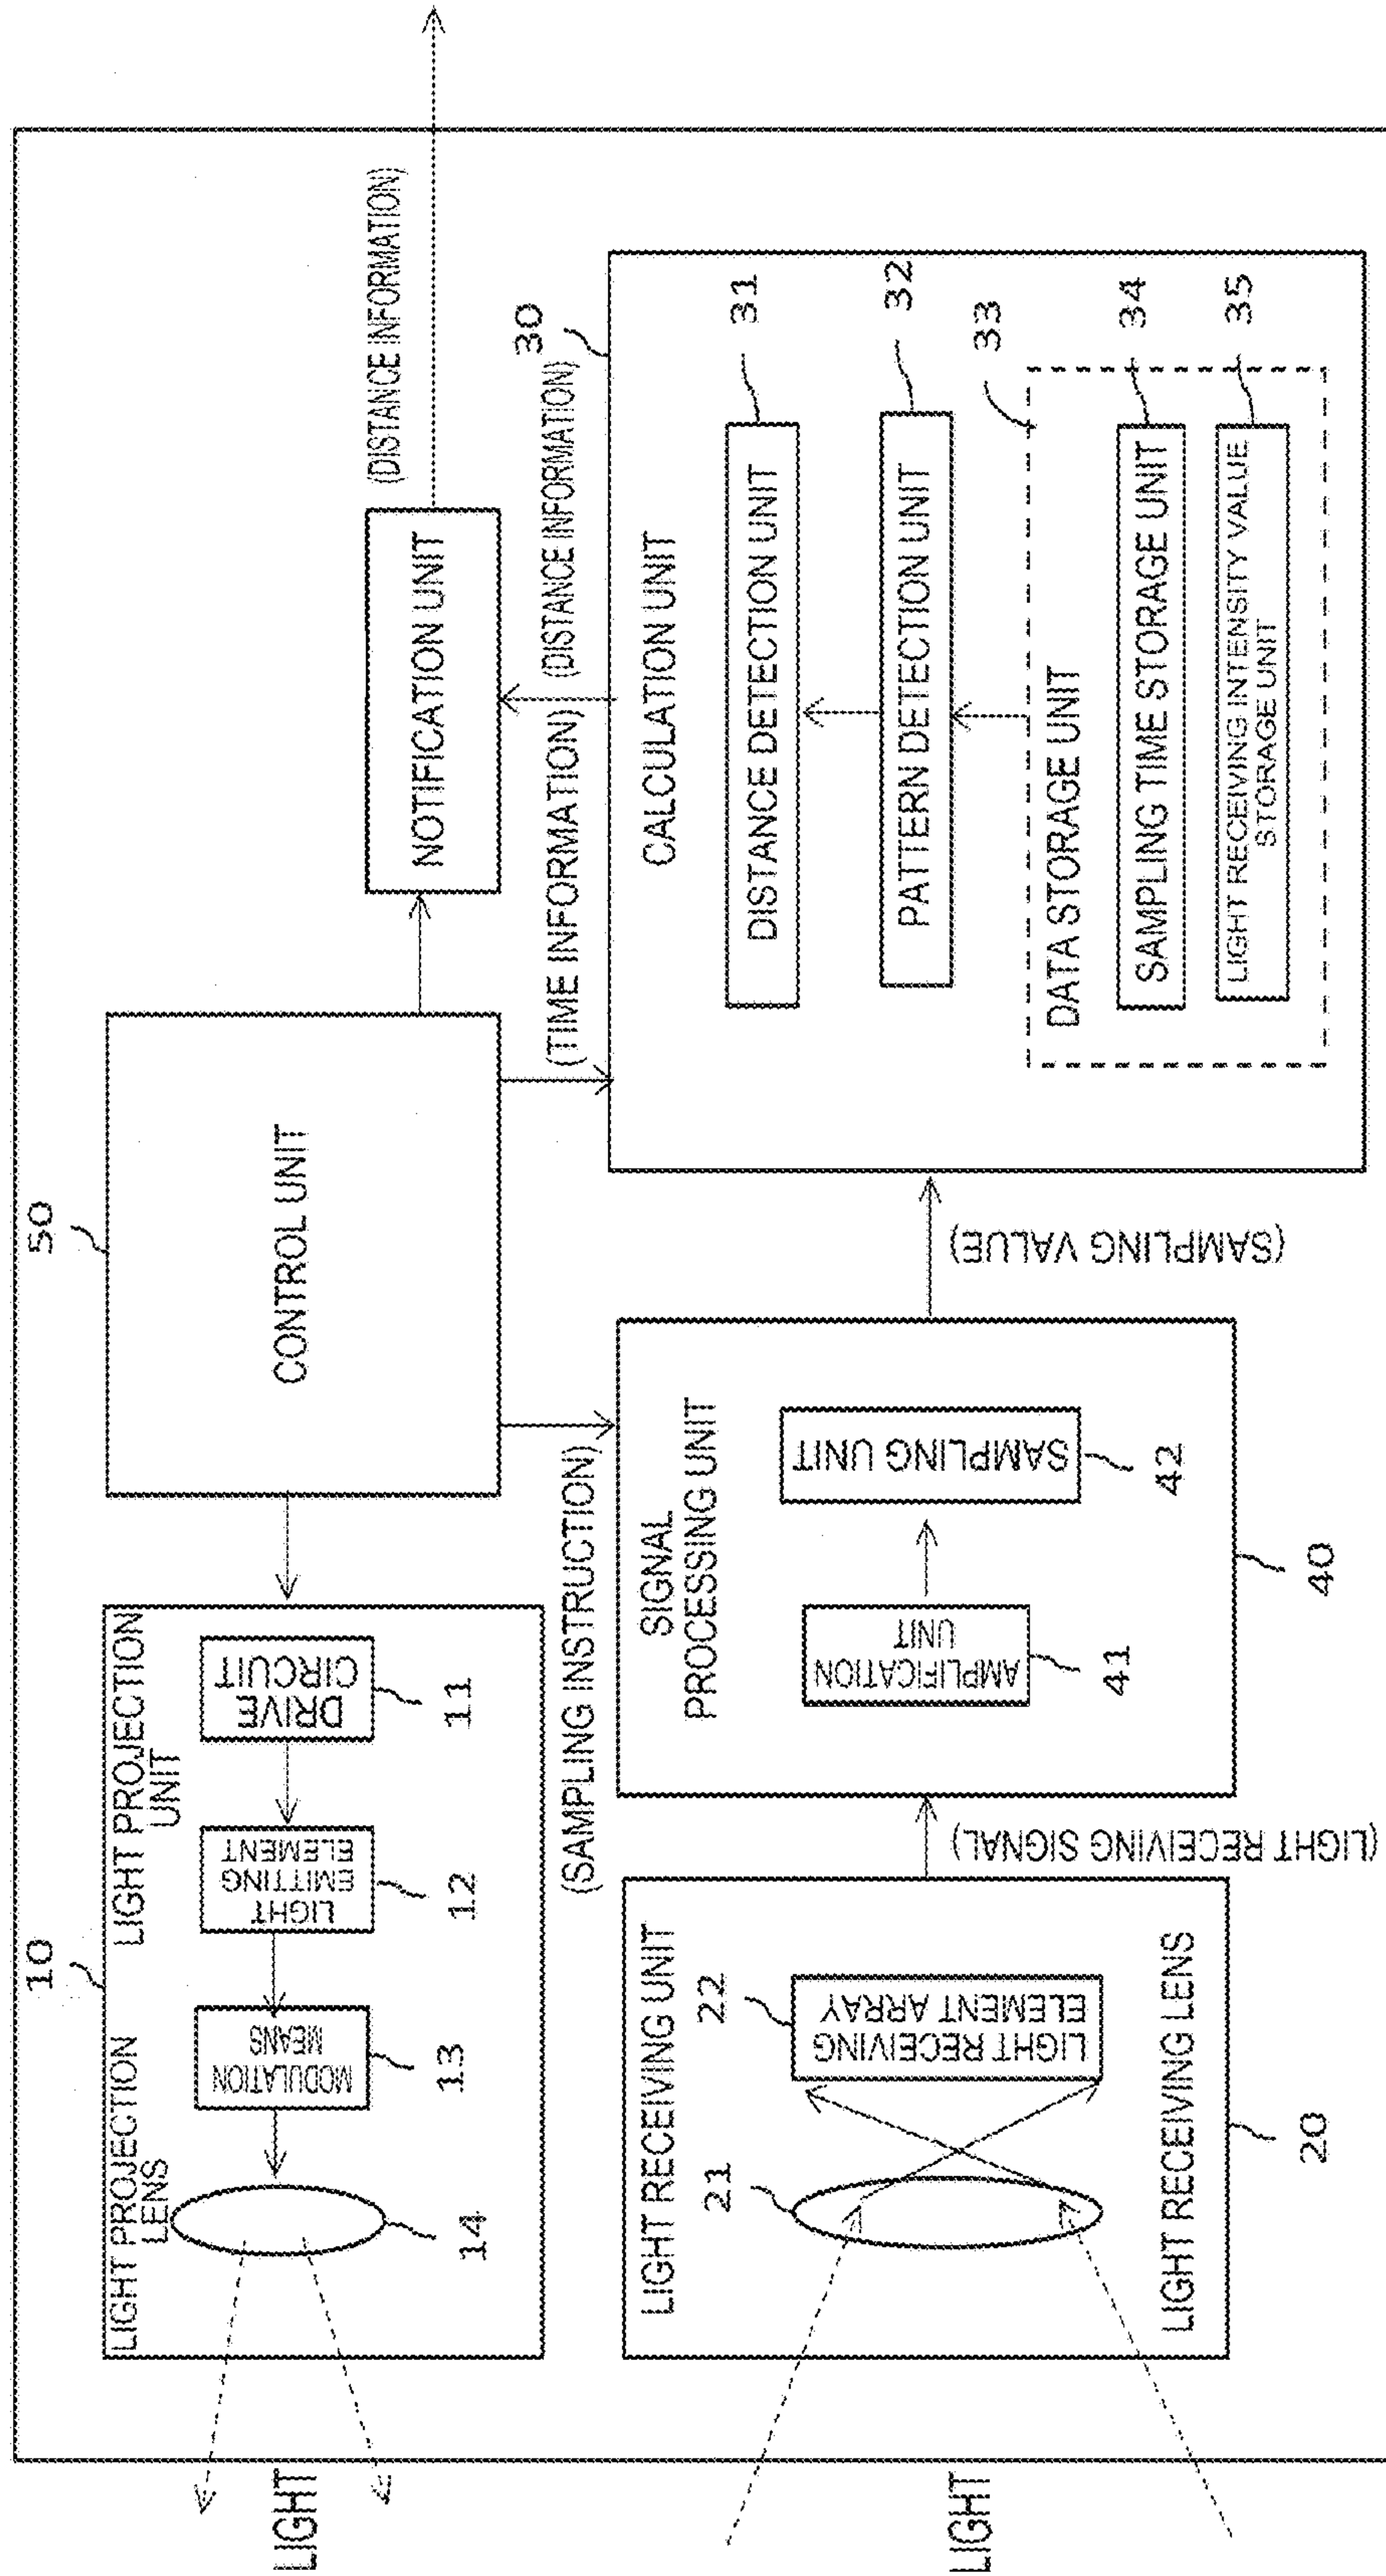 50
CONTROL UNIT
10
LIGHT PROJECTION
UNIT
LIGHT PROJECTION
LENS
DRIVE
CIRCUIT
11
LIGHT
EMITTING
ELEMENT
12
MODULATION
MEANS
13
14
LIGHT
NOTIFICATION UNIT
(DISTANCE INFORMATION)
(TIME INFORMATION)
(DISTANCE INFORMATION)
(SAMPLING INSTRUCTION)
LIGHT RECEIVING UNIT
21
22
LIGHT RECEIVING
ELEMENT ARRAY
LIGHT RECEIVING LENS
20
LIGHT
(LIGHT RECEIVING SIGNAL)
SIGNAL
PROCESSING UNIT
AMPLIFICATION
UNIT
41
SAMPLING UNIT
42
40
(SAMPLING VALUE)
30
CALCULATION UNIT
DISTANCE DETECTION UNIT
31
PATTERN DETECTION UNIT
32
33
DATA STORAGE UNIT
SAMPLING TIME STORAGE UNIT
34
LIGHT RECEIVING INTENSITY VALUE
STORAGE UNIT
35